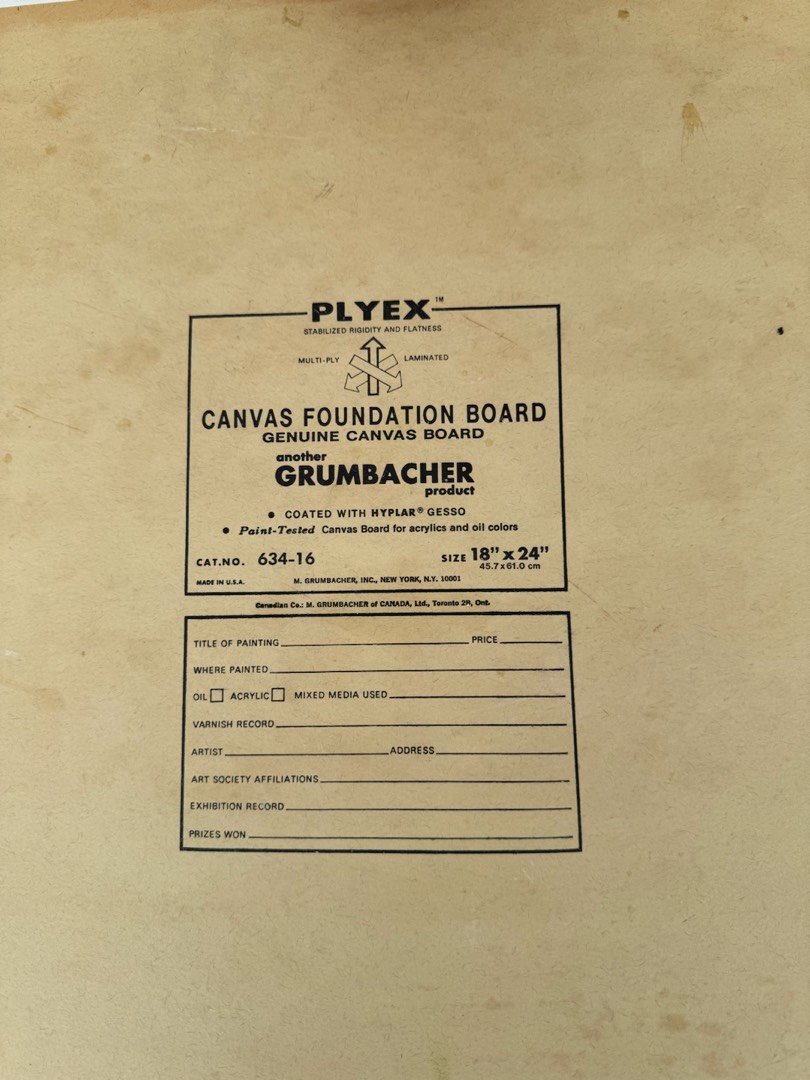 PLYEX™
STABILIZED RIGIDITY AND FLATNESS
MULTI-PLY LAMINATED
CANVAS FOUNDATION BOARD
GENUINE CANVAS BOARD
another
GRUMBACHER
product
● COATED WITH HYPLAR® GESSO
● Paint-Tested Canvas Board for acrylics and oil colors
CAT.NO. 634-16 SIZE 18" x 24"
45.7x61.0 cm
MADE IN U.S.A. M. GRUMBACHER, INC., NEW YORK, N.Y. 10001
Canadian Co.: M. GRUMBACHER of CANADA, Ltd., Toronto 2B, Ont.
TITLE OF PAINTING PRICE
WHERE PAINTED
OIL ACRYLIC MIXED MEDIA USED
VARNISH RECORD
ARTIST ADDRESS
ART SOCIETY AFFILIATIONS
EXHIBITION RECORD
PRIZES WON